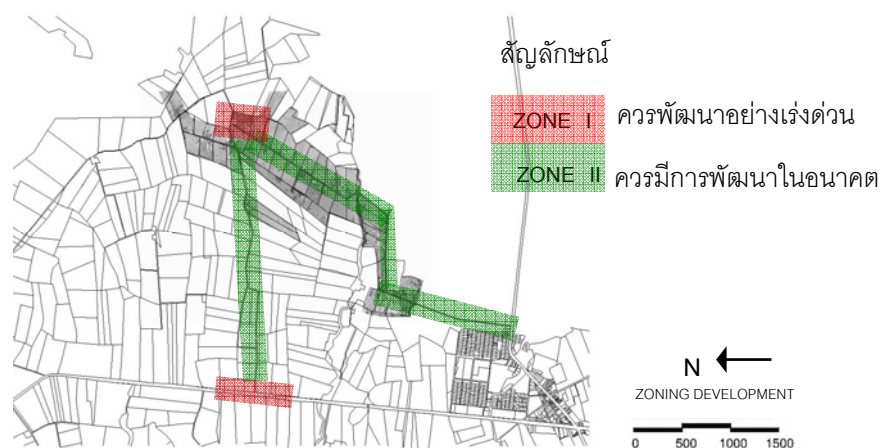 สัญลักษณ์
ZONE I ควรพัฒนาอย่างเร่งด่วน
ZONE II ควรมีการพัฒนาในอนาคต
N
ZONING DEVELOPMENT
0 500 1000 1500